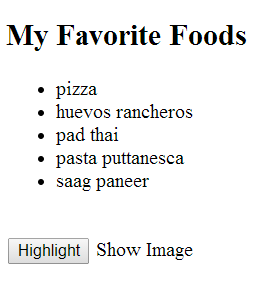 My Favorite Foods
pizza
huevos rancheros
pad thai
pasta puttanesca
saag paneer
Highlight Show Image